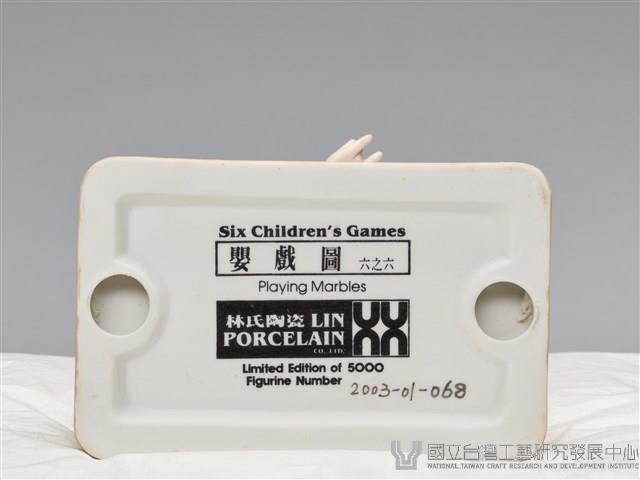 Six Children's Games
嬰戲圖 六之六
Playing Marbles
林氏陶瓷 LIN
PORCELAIN
CO., LTD.
Limited Edition of 5000
Figurine Number 2003-01-068
國立台灣工藝研究發展中心
NATIONAL TAIWAN CRAFT RESEARCH AND DEVELOPMENT INSTITUTE